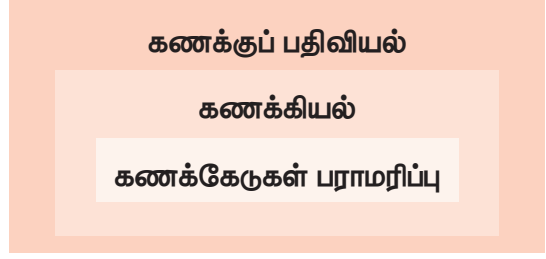 கணக்குப் பதிவியல்
கணக்கியல்
கணக்கேடுகள் பராமரிப்பு